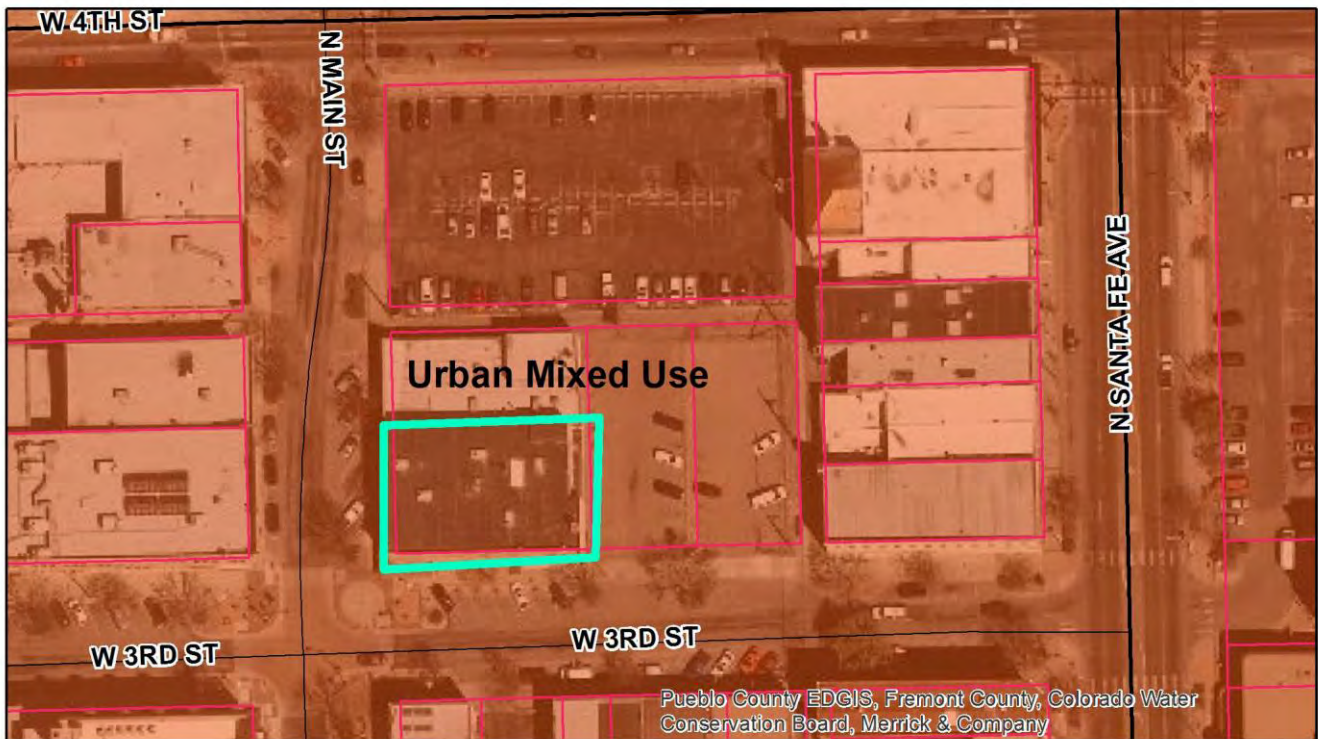 W 4TH ST
N MAIN ST
Urban Mixed Use
N SANTA FE AVE
W 3RD ST
W 3RD ST
Pueblo County EDGIS, Fremont County, Colorado Water
Conservation Board, Merrick & Company